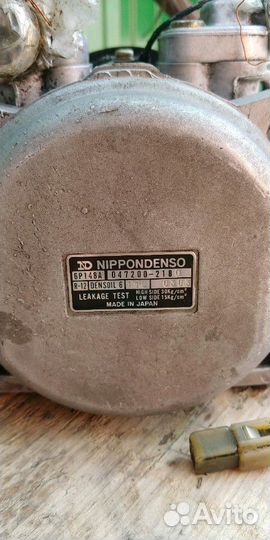 ND NIPPONDENSO
6P148A 047200-218
R-12 DENSOIL 6
LEAKAGE TEST HIGH SIDE 30Kg/cm²
LOW SIDE 15Kg/cm²
MADE IN JAPAN
Avito